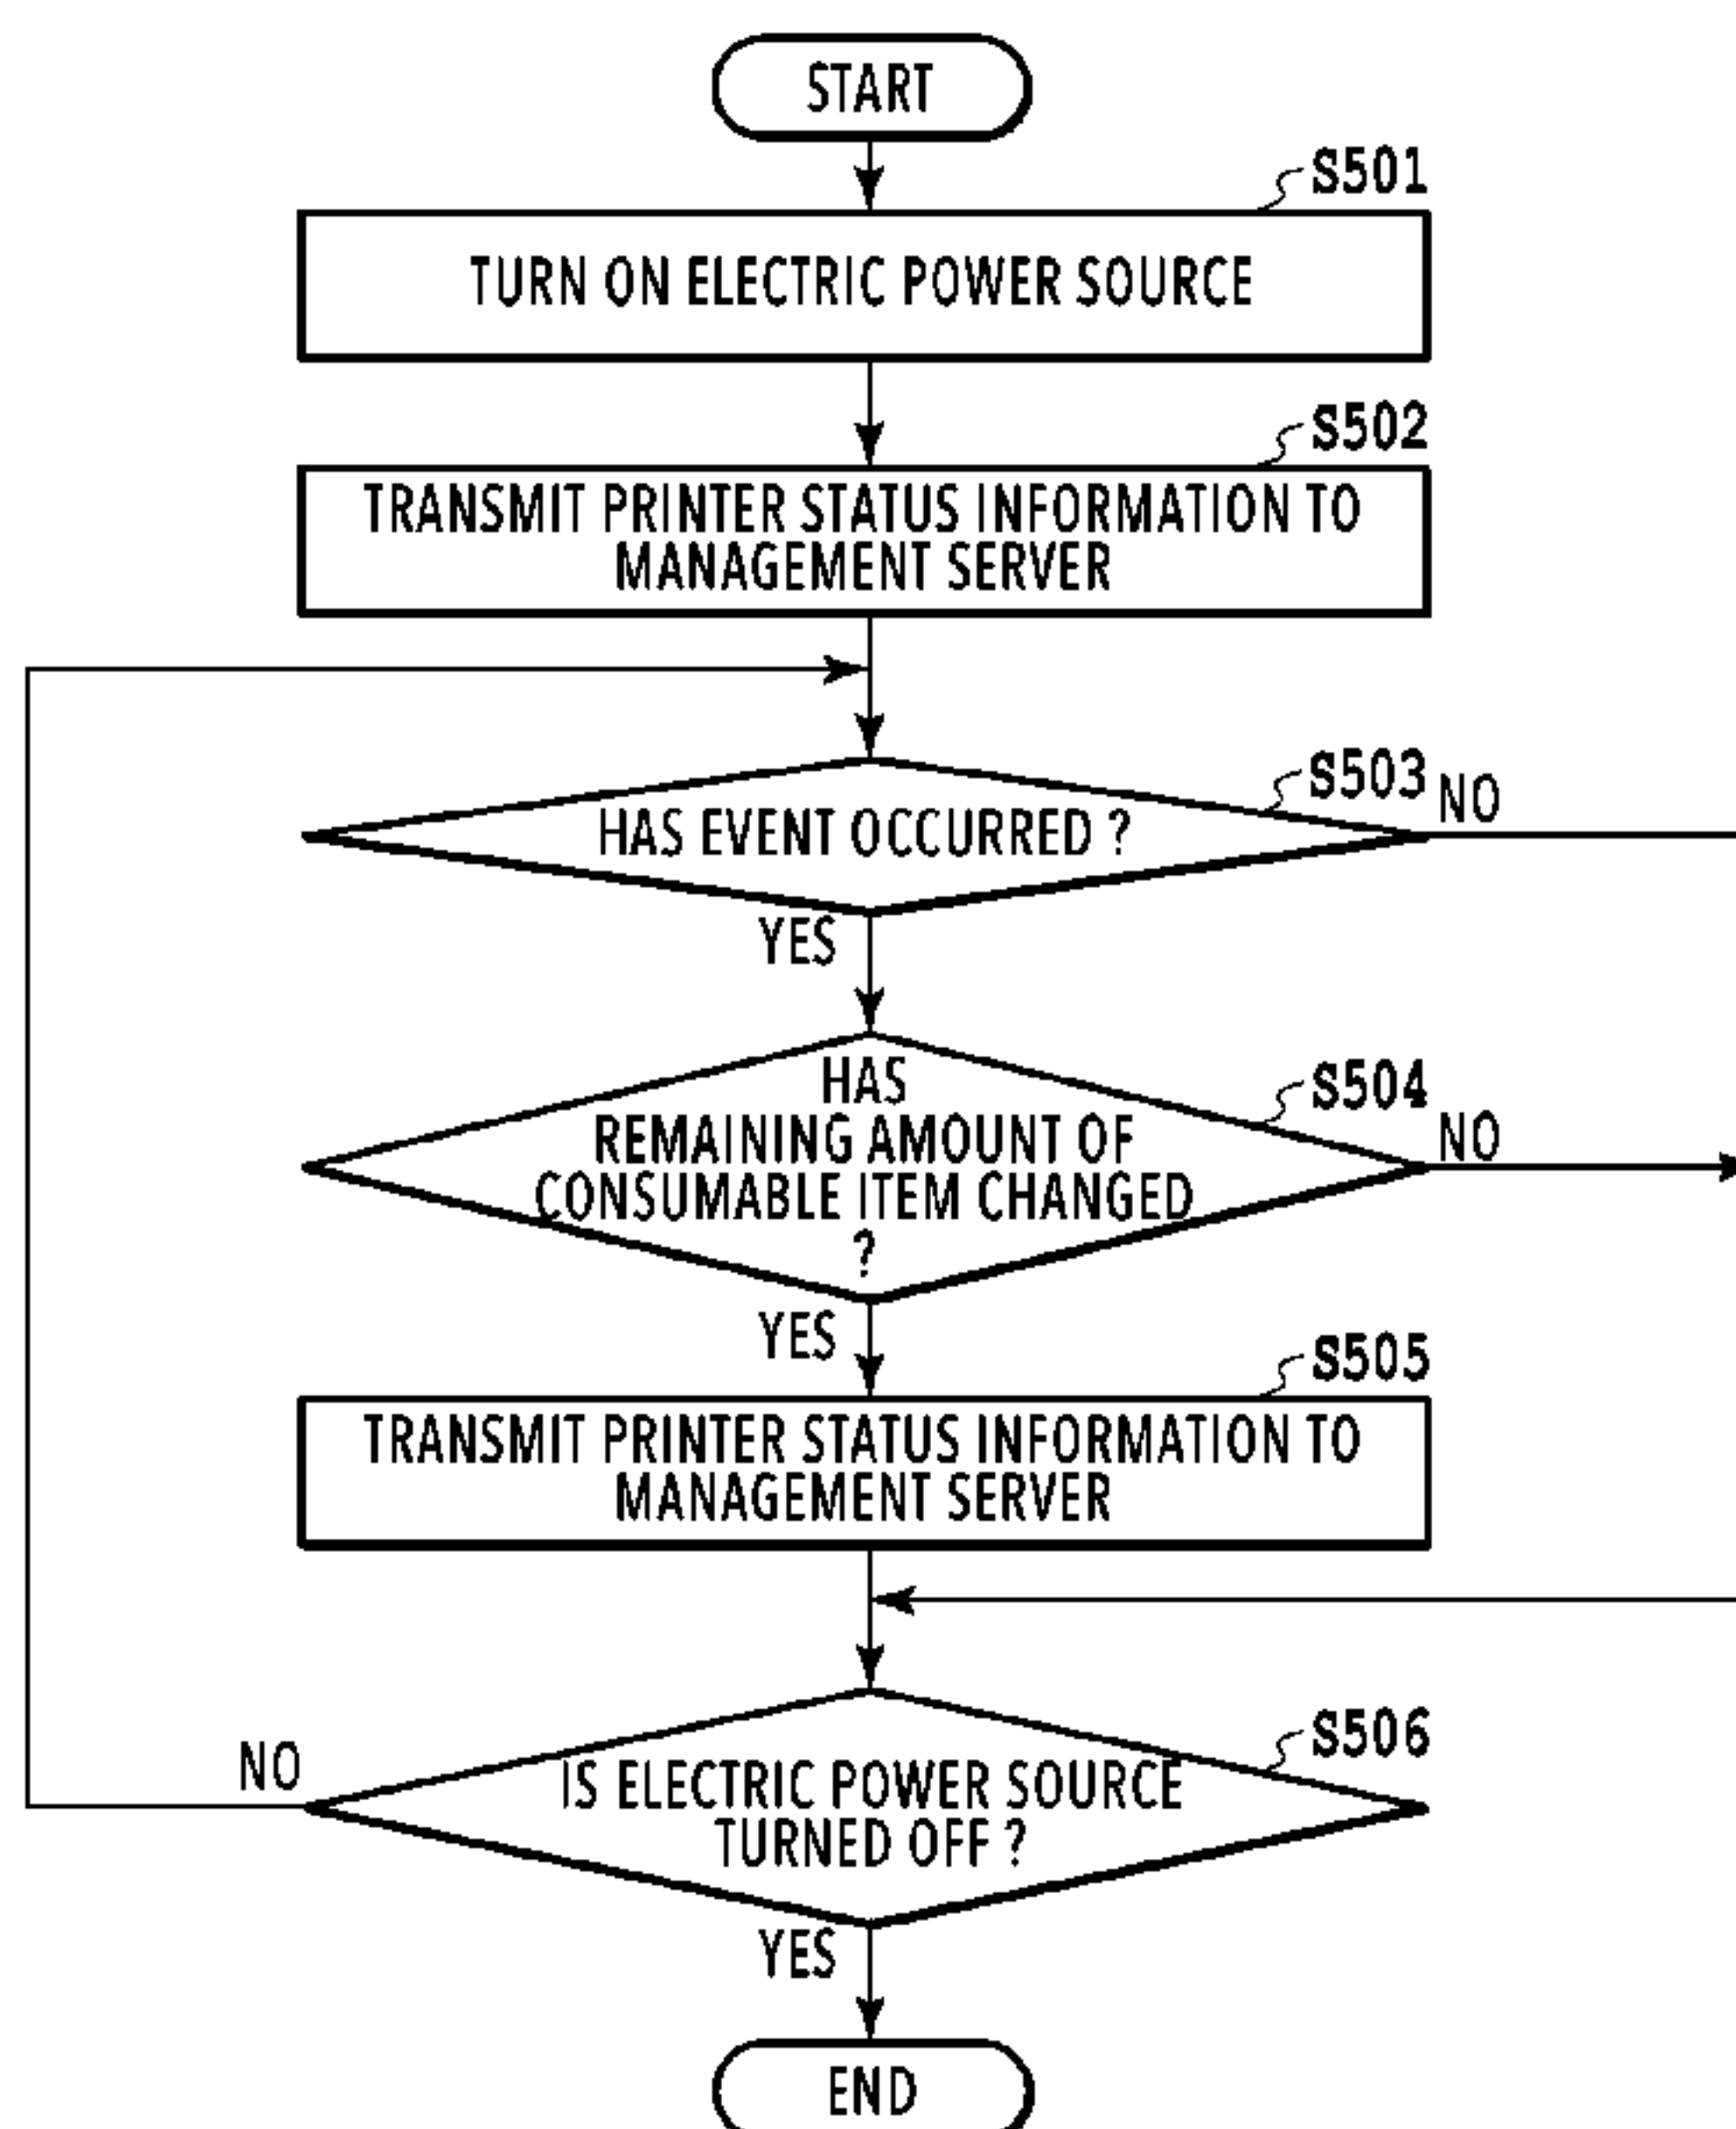 START
S501
TURN ON ELECTRIC POWER SOURCE
S502
TRANSMIT PRINTER STATUS INFORMATION TO
MANAGEMENT SERVER
S503
NO
HAS EVENT OCCURRED ?
YES
HAS
S504
REMAINING AMOUNT OF
NO
CONSUMABLE ITEM CHANGED
?
YES
S505
TRANSMIT PRINTER STATUS INFORMATION TO
MANAGEMENT SERVER
S506
NO
IS ELECTRIC POWER SOURCE
TURNED OFF ?
YES
END